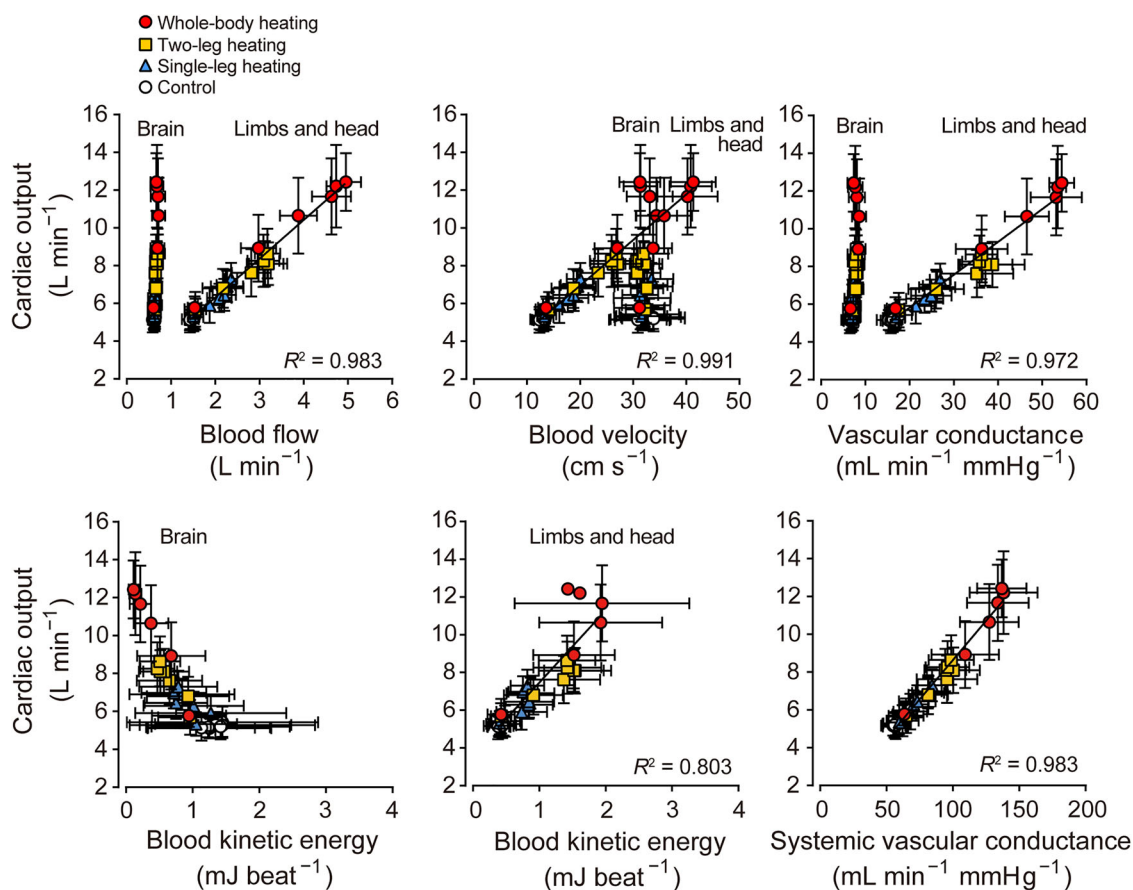 Whole-body heating
Two-leg heating
Single-leg heating
Control
Cardiac output
(L min⁻¹)
16
14
12
10
8
6
4
2
Brain
Limbs and head
R² = 0.983
0
1
2
3
4
5
6
Blood flow
(L min⁻¹)
16
14
12
10
8
6
4
2
Brain
Limbs and
head
R² = 0.991
0
10
20
30
40
50
Blood velocity
(cm s⁻¹)
16
14
12
10
8
6
4
2
Brain
Limbs and head
R² = 0.972
0
10
20
30
40
50
60
Vascular conductance
(mL min⁻¹ mmHg⁻¹)
Cardiac output
(L min⁻¹)
16
14
12
10
8
6
4
2
Brain
0
1
2
3
4
Blood kinetic energy
(mJ beat⁻¹)
16
14
12
10
8
6
4
2
Limbs and head
R² = 0.803
0
1
2
3
4
Blood kinetic energy
(mJ beat⁻¹)
16
14
12
10
8
6
4
2
R² = 0.983
0
50
100
150
200
Systemic vascular conductance
(mL min⁻¹ mmHg⁻¹)